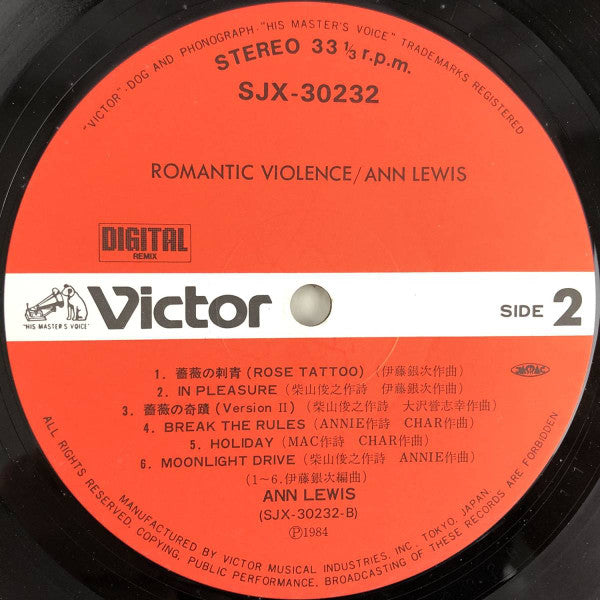 "VICTOR"-DOG AND PHONOGRAPH-"HIS MASTER'S VOICE" TRADEMARKS REGISTERED
STEREO 33 1/3 r.p.m.
SJX-30232
ROMANTIC VIOLENCE/ANN LEWIS
DIGITAL
REMIX
"HIS MASTER'S VOICE"
Victor
SIDE 2
1. 薔薇の刺青 (ROSE TATTOO) (伊藤銀次作曲)
2. IN PLEASURE (柴山俊之作詩 伊藤銀次作曲)
3. 薔薇の奇蹟 (Version II) (柴山俊之作詩 大沢誉志幸作曲)
4. BREAK THE RULES (ANNIE作詩 CHAR作曲)
5. HOLIDAY (MAC作詩 CHAR作曲)
6. MOONLIGHT DRIVE (柴山俊之作詩 ANNIE作曲)
(1~6.伊藤銀次編曲)
ANN LEWIS
(SJX-30232-B)
Ⓟ1984
JASRAC
MANUFACTURED BY VICTOR MUSICAL INDUSTRIES, INC., TOKYO, JAPAN.
ALL RIGHTS RESERVED. COPYING, PUBLIC PERFORMANCE, BROADCASTING OF THESE RECORDS ARE FORBIDDEN